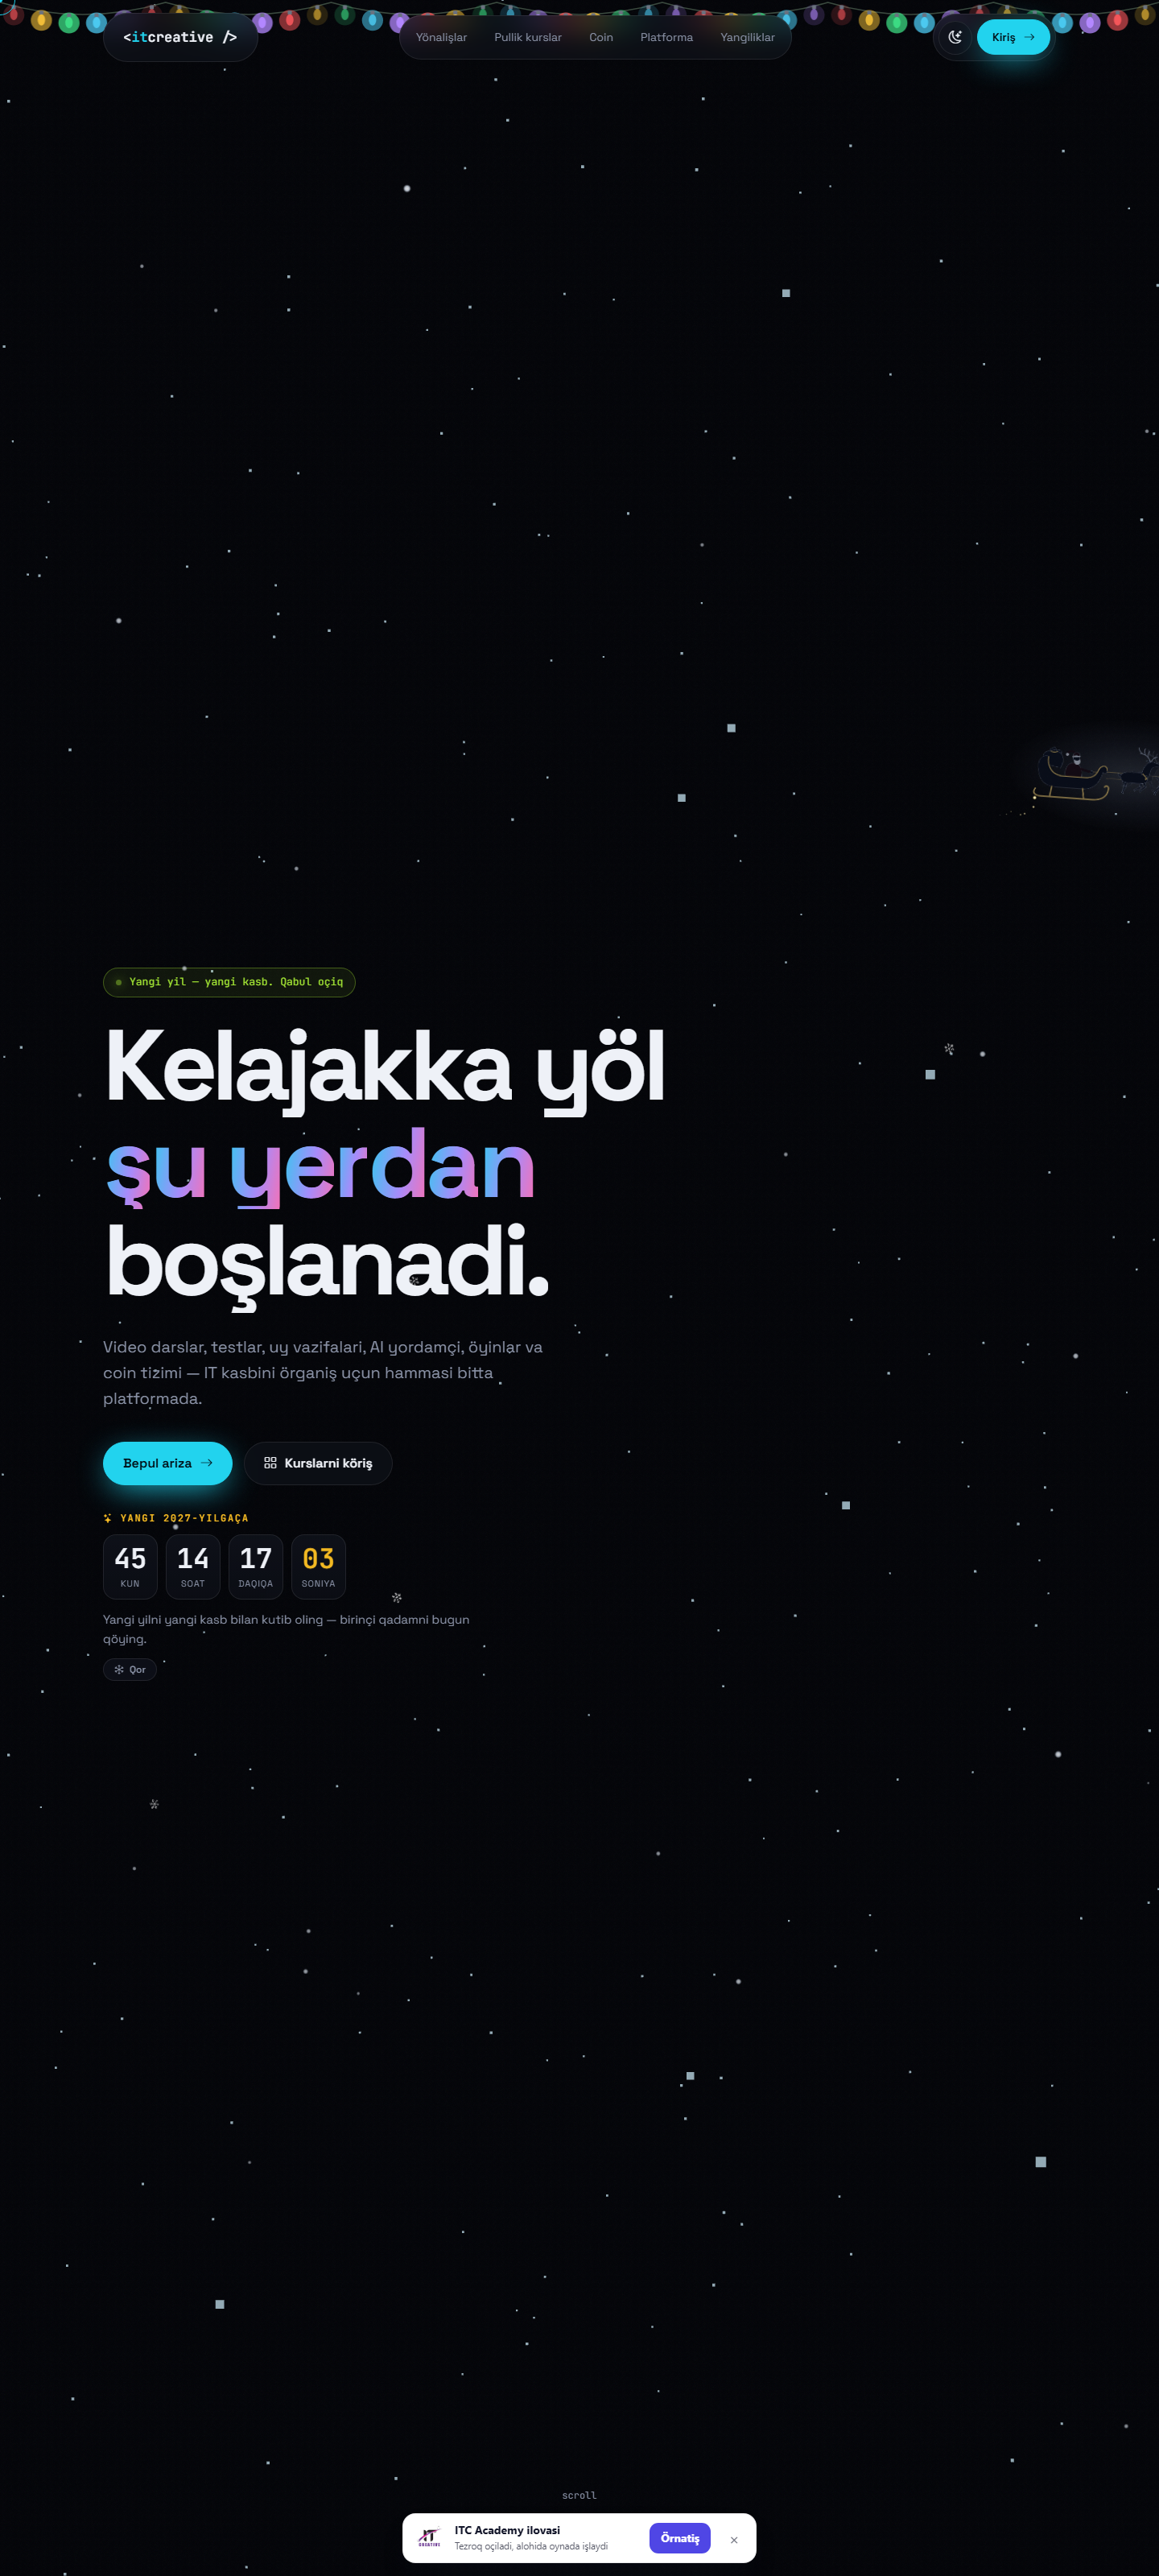 <itcreative />
Yönalişlar
Pullik kurslar
Coin
Platforma
Yangiliklar
Kiriş →
Yangi yil — yangi kasb. Qabul oçiq
Kelajakka yöl
şu yerdan
boşlanadi.
Video darslar, testlar, uy vazifalari, AI yordamçi, öyinlar va
coin tizimi — IT kasbini örganiş uçun hammasi bitta
platformada.
Bepul ariza →
Kurslarni köriş
YANGI 2027-YILGAÇA
45 14 17 03
KUN SOAT DAQIQA SONIYA
Yangi yilni yangi kasb bilan kutib oling — birinçi qadamni bugun
qöying.
Qor
scroll
ITC Academy ilovasi
Tezroq oçiladi, alohida oynada işlaydi
Örnatiş
×